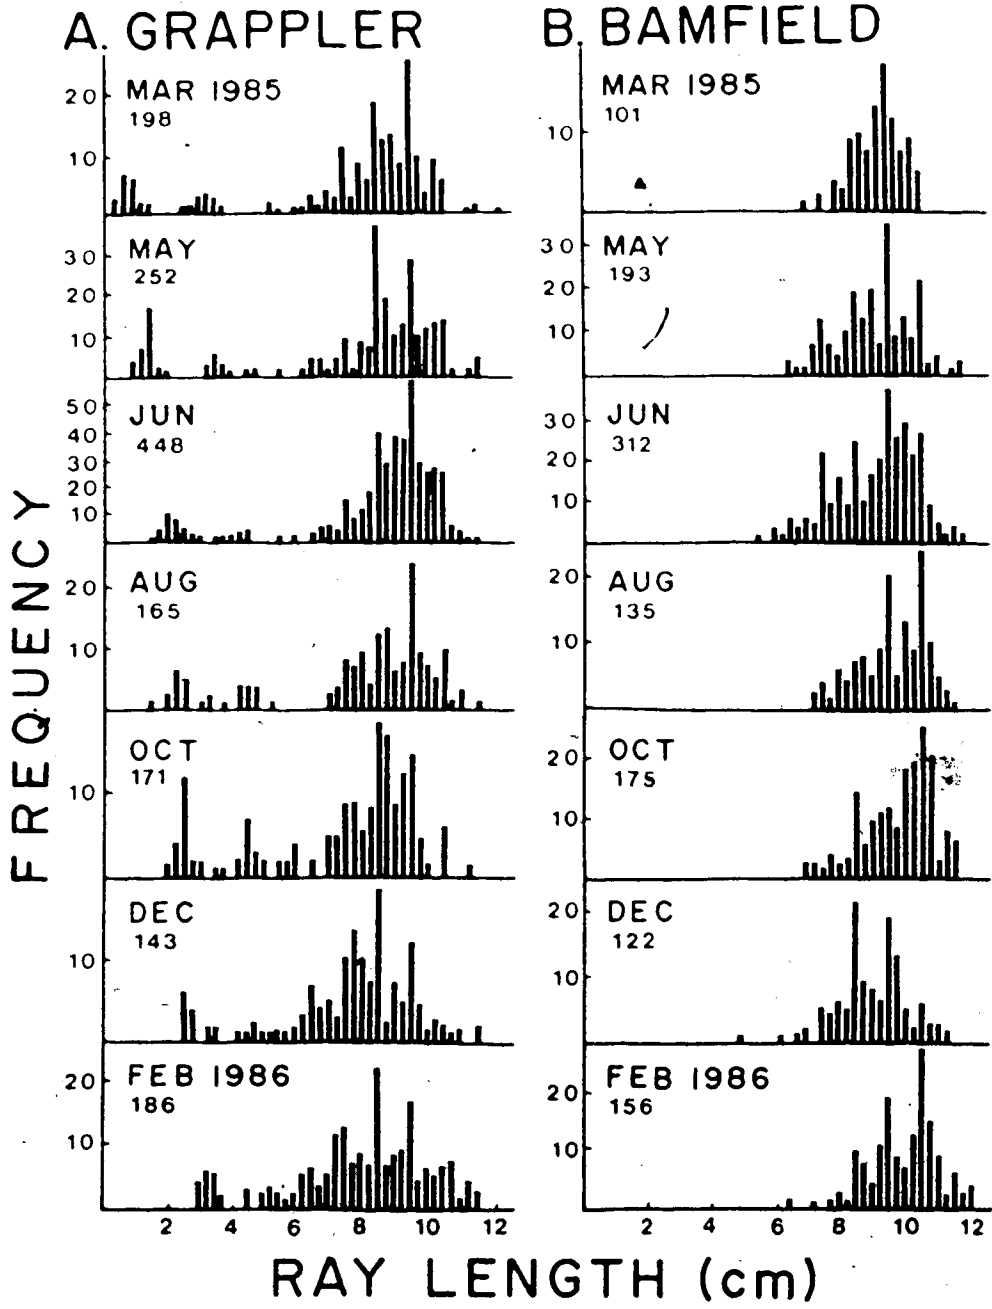 A. GRAPPLER
MAR 1985
198
20
10
MAY
252
30
20
10
JUN
448
50
40
30
20
10
AUG
165
20
10
OCT
171
10
DEC
143
10
FEB 1986
186
20
10
2 4 6 8 10 12
B. BAMFIELD
MAR 1985
101
10
MAY
193
30
20
10
JUN
312
30
20
10
AUG
135
20
10
OCT
175
20
10
DEC
122
20
10
FEB 1986
156
20
10
2 4 6 8 10 12
FREQUENCY
RAY LENGTH (cm)